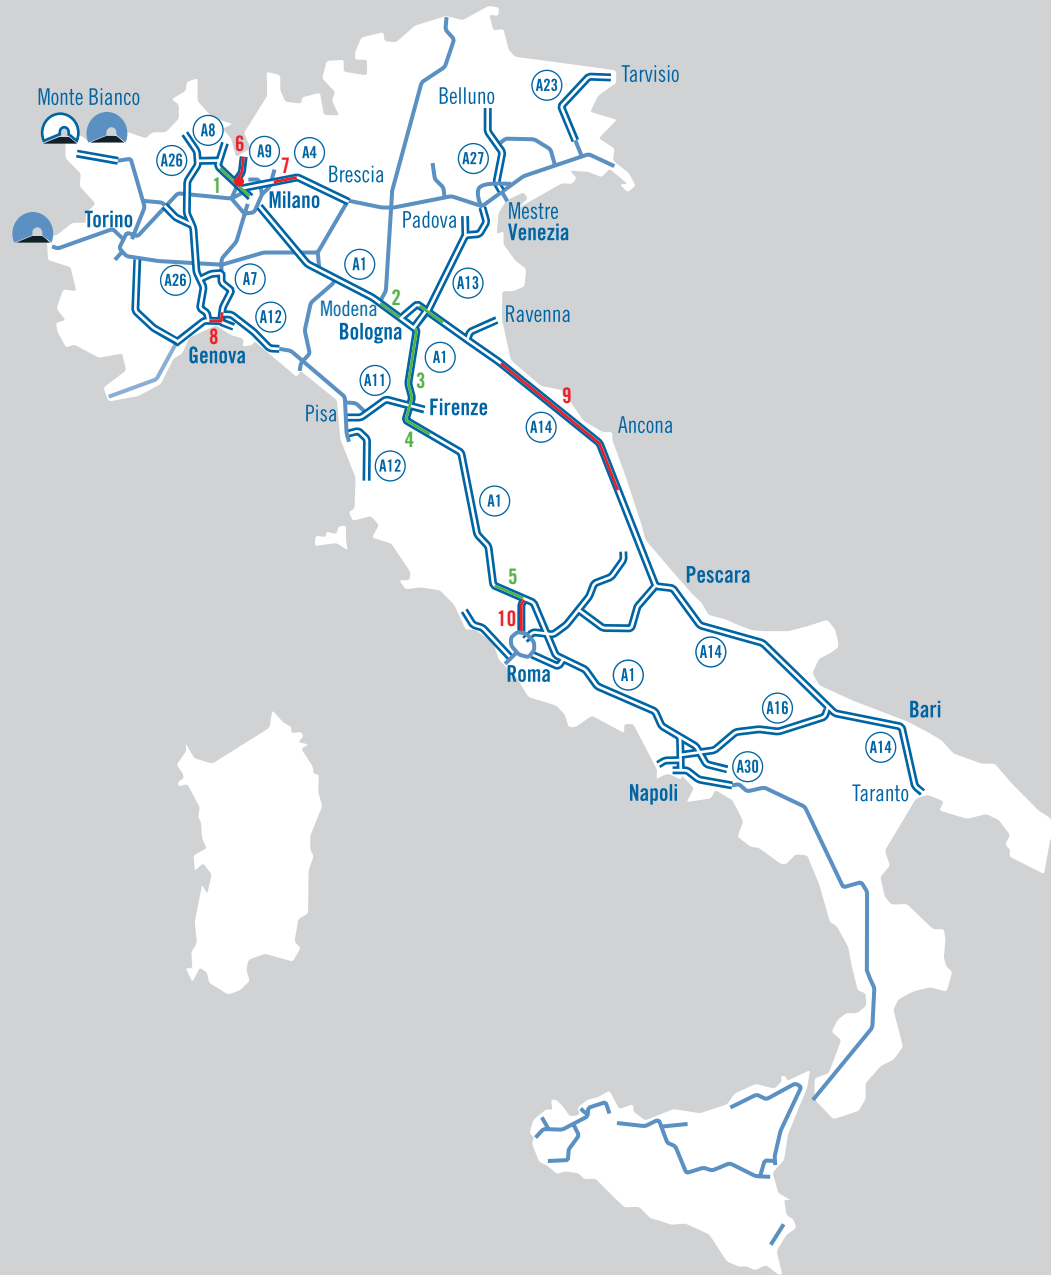 Tarvisio
A23
Monte Bianco
Belluno
A8
6
A9
A4
A26
7
A27
Brescia
1
Milano
Mestre
Torino
Padova
Venezia
A1
A26
A7
A13
2
Modena
A12
Ravenna
Bologna
8
Genova
A1
A11
3
9
Pisa
Firenze
A14
Ancona
4
A12
A1
5
Pescara
10
A14
Roma
A1
A16
Bari
A14
A30
Napoli
Taranto